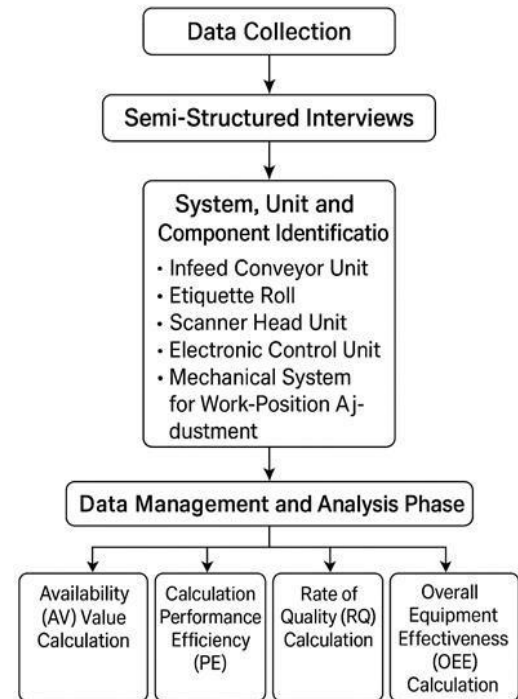 Data Collection
Semi-Structured Interviews
System, Unit and
Component Identificatio
• Infeed Conveyor Unit
• Etiquette Roll
• Scanner Head Unit
• Electronic Control Unit
• Mechanical System
for Work-Position Aj-
dustment
Data Management and Analysis Phase
Availability
(AV) Value
Calculation
Calculation
Performance
Efficiency
(PE)
Rate of
Quality (RQ)
Calculation
Overall
Equipment
Effectiveness
(OEE)
Calculation